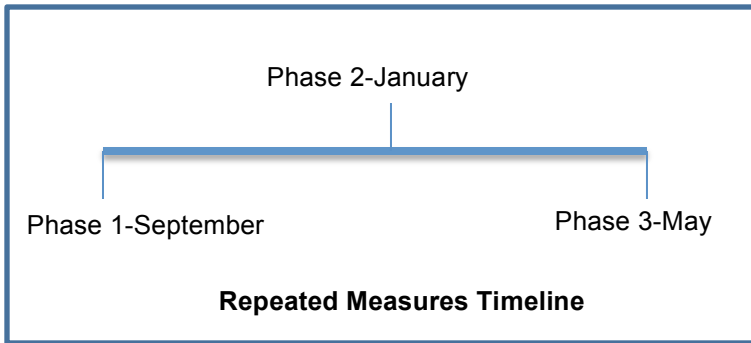 Phase 2-January
Phase 1-September
Phase 3-May
Repeated Measures Timeline